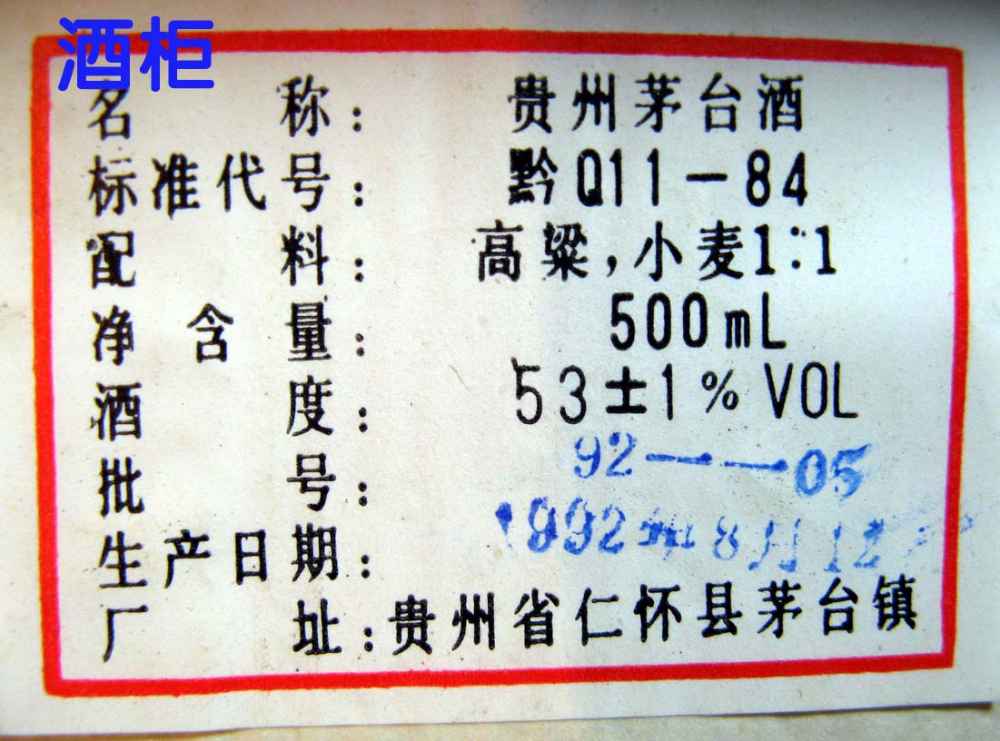 酒柜
名称：贵州茅台酒
标准代号：黔Q11－84
配料：高粱，小麦1:1
净含量：500mL
酒度：53±1％VOL
批号：92－－05
生产日期：1992年8月12
厂址：贵州省仁怀县茅台镇